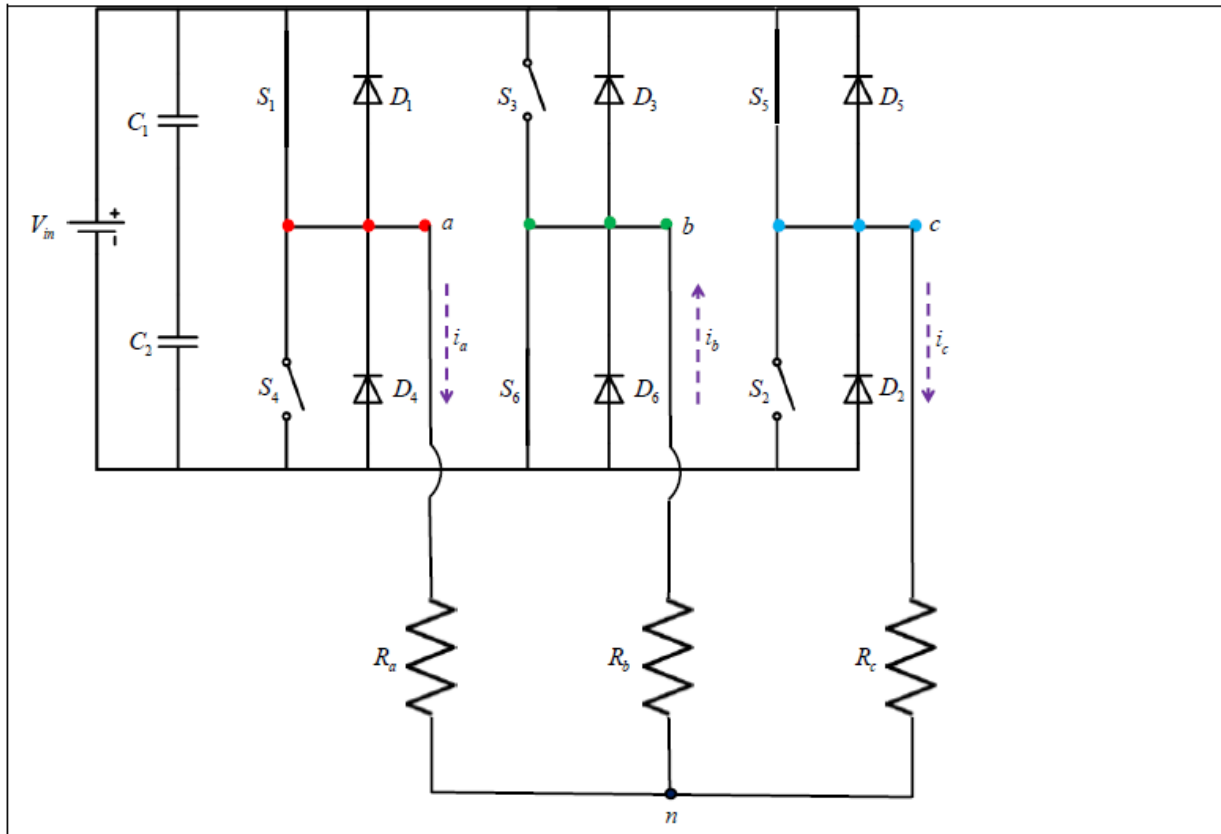 S1 D1 S3 D3 S5 D5
C1
a b c
Vin + -
ia ib ic
C2
S4 D4 S6 D6 S2 D2
Ra Rb Rc
n